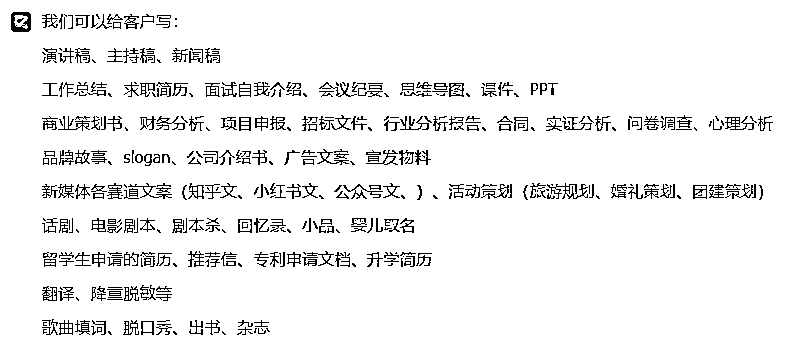 我们可以给客户写：
演讲稿、主持稿、新闻稿
工作总结、求职简历、面试自我介绍、会议纪要、思维导图、课件、PPT
商业策划书、财务分析、项目申报、招标文件、行业分析报告、合同、实证分析、问卷调查、心理分析
品牌故事、slogan、公司介绍书、广告文案、宣发物料
新媒体各赛道文案（知乎文、小红书文、公众号文、）、活动策划（旅游规划、婚礼策划、团建策划）
话剧、电影剧本、剧本杀、回忆录、小品、婴儿取名
留学生申请的简历、推荐信、专利申请文档、升学简历
翻译、降重脱敏等
歌曲填词、脱口秀、出书、杂志